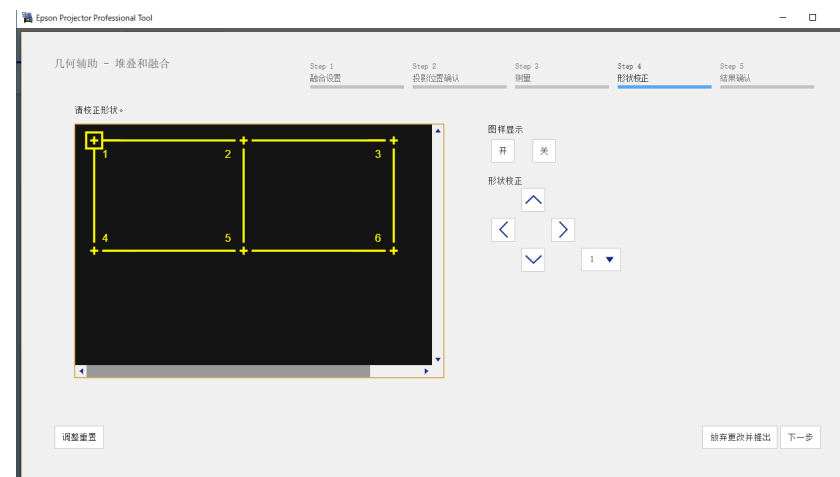 Epson Projector Professional Tool
几何辅助 - 堆叠和融合
Step 1
融合设置
Step 2
投影位置确认
Step 3
测量
Step 4
形状校正
Step 5
结果确认
请校正形状。
1
2
3
4
5
6
图样显示
开
关
形状校正
1
调整重置
放弃更改并推出
下一步